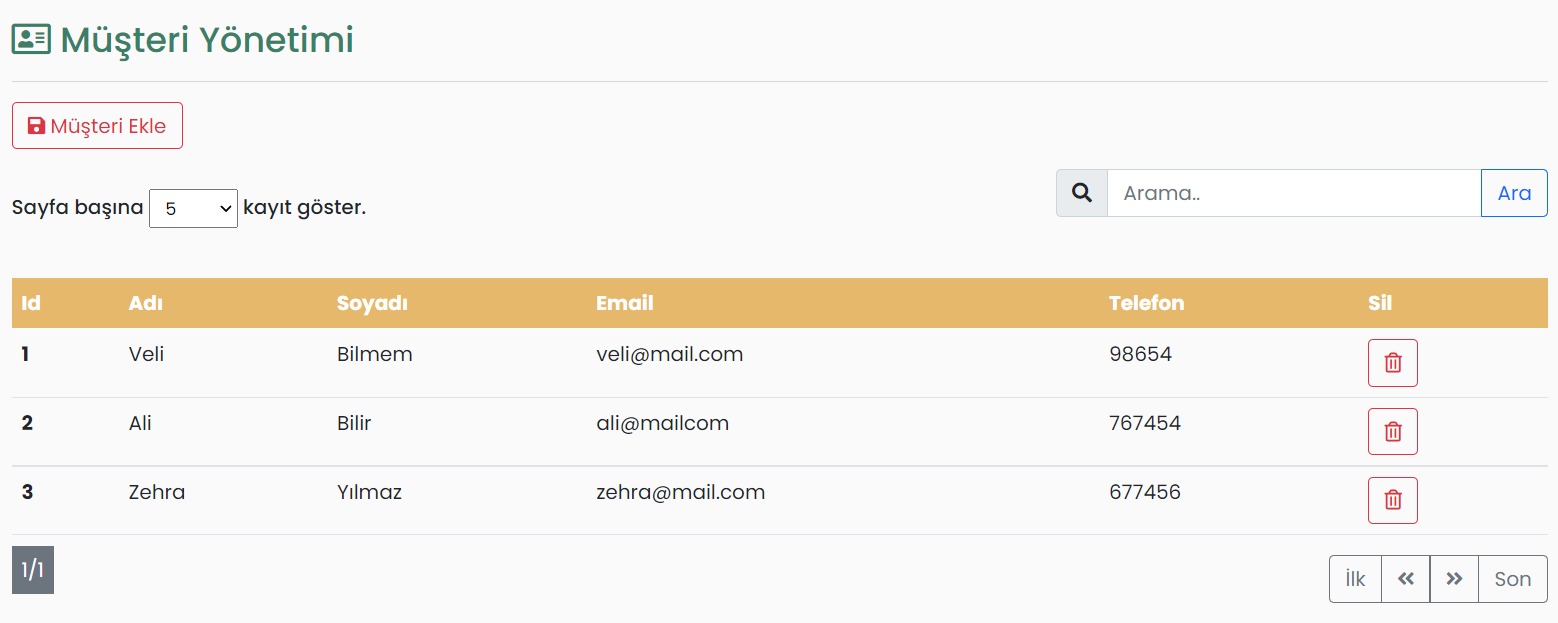 Müşteri Yönetimi
Müşteri Ekle
Sayfa başına 5 kayıt göster.
Arama.. Ara
Id Adı Soyadı Email Telefon Sil
1 Veli Bilmem veli@mail.com 98654
2 Ali Bilir ali@mailcom 767454
3 Zehra Yılmaz zehra@mail.com 677456
1/1
İlk « » Son